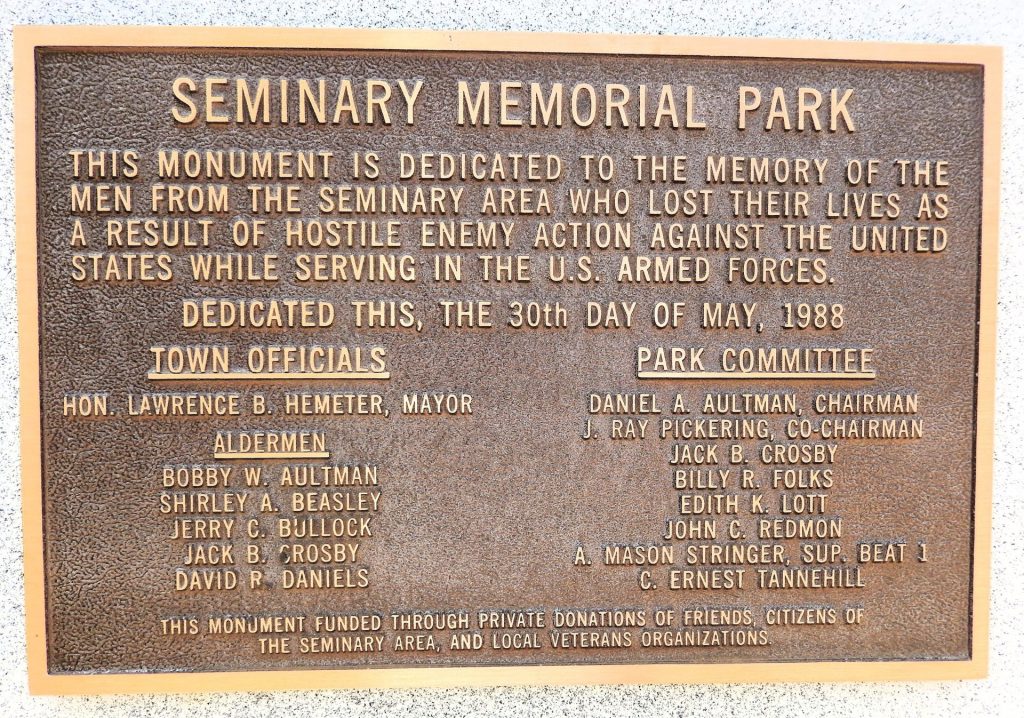 SEMINARY MEMORIAL PARK
THIS MONUMENT IS DEDICATED TO THE MEMORY OF THE
MEN FROM THE SEMINARY AREA WHO LOST THEIR LIVES AS
A RESULT OF HOSTILE ENEMY ACTION AGAINST THE UNITED
STATES WHILE SERVING IN THE U.S. ARMED FORCES.
DEDICATED THIS, THE 30th DAY OF MAY, 1988
TOWN OFFICIALS
HON. LAWRENCE B. HEMETER, MAYOR
ALDERMEN
BOBBY W. AULTMAN
SHIRLEY A. BEASLEY
JERRY C. BULLOCK
JACK B. CROSBY
DAVID R. DANIELS
PARK COMMITTEE
DANIEL A. AULTMAN, CHAIRMAN
J. RAY PICKERING, CO-CHAIRMAN
JACK B. CROSBY
BILLY R. FOLKS
EDITH K. LOTT
JOHN C. REDMON
A. MASON STRINGER, SUP. BEAT 1
C. ERNEST TANNEHILL
THIS MONUMENT FUNDED THROUGH PRIVATE DONATIONS OF FRIENDS, CITIZENS OF
THE SEMINARY AREA, AND LOCAL VETERANS ORGANIZATIONS.